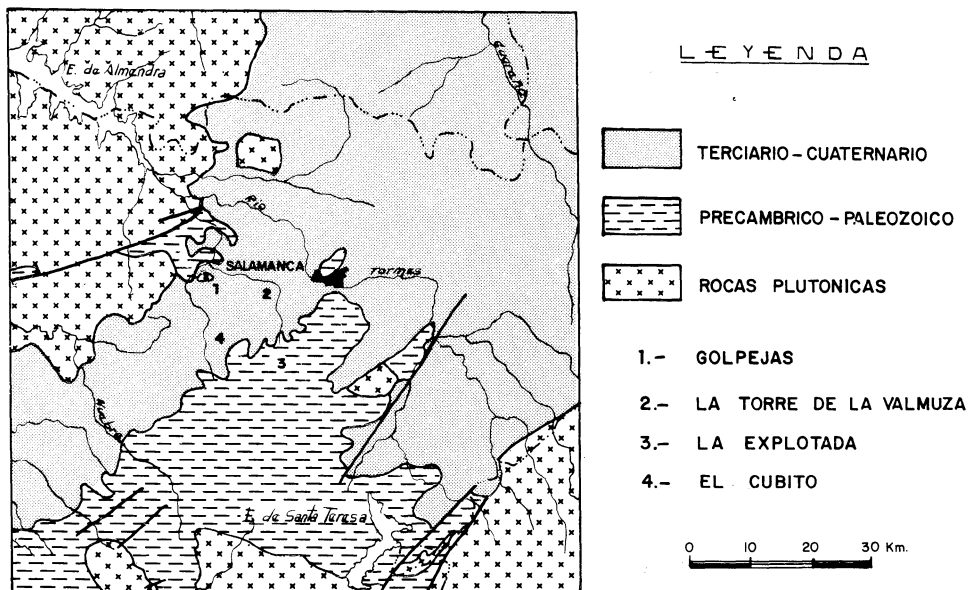 E. de Almendra
Guareña
Rio
SALAMANCA
Tormes
1
2
4
3
Huebra
E. de Santa Teresa
LEYENDA
TERCIARIO-CUATERNARIO
PRECAMBRICO-PALEOZOICO
ROCAS PLUTONICAS
1.- GOLPEJAS
2.- LA TORRE DE LA VALMUZA
3.- LA EXPLOTADA
4.- EL CUBITO
0 10 20 30 Km.